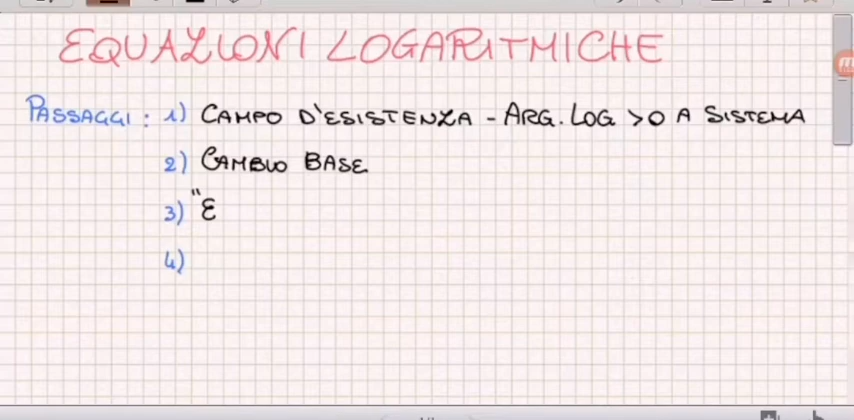 EQUAZIONI LOGARITMICHE
PASSAGGI: 1) CAMPO D'ESISTENZA - ARG. LOG >0 A SISTEMA
2) CAMBIO BASE
3) "E
4)